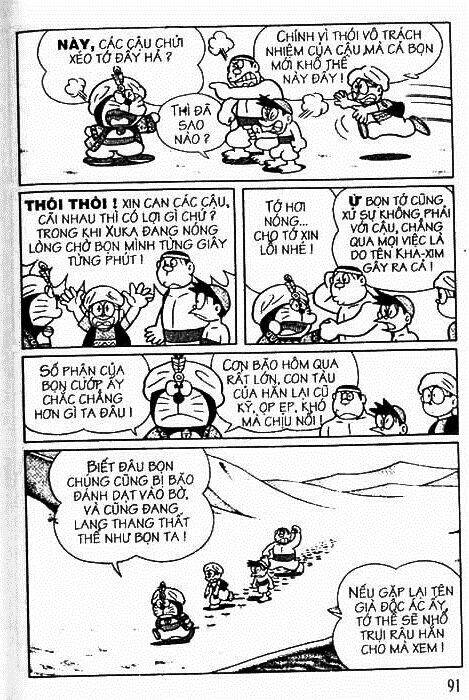 NÀY, CÁC CẬU CHỬI
XÉO TỚ ĐẤY HẢ ?
THÌ ĐÃ
SAO
NÀO ?
CHÍNH VÌ THÓI VÔ TRÁCH
NHIỆM CỦA CẬU MÀ CẢ BỌN
MỚI KHỔ THẾ
NÀY ĐÂY !
THÔI THÔI ! XIN CAN CÁC CẬU,
CÃI NHAU THÌ CÓ LỢI GÌ CHỨ ?
TRONG KHI XUKA ĐANG NÓNG
LÒNG CHỜ BỌN MÌNH TỪNG GIÂY
TỪNG PHÚT !
TỚ HƠI
NÓNG...
CHO TỚ XIN
LỖI NHÉ !
Ừ BỌN TỚ CŨNG
XỬ SỰ KHÔNG PHẢI
VỚI CẬU, CHẲNG
QUA MỌI VIỆC LÀ
DO TÊN KHA-XIM
GÂY RA CẢ !
SỐ PHẬN CỦA
BỌN CƯỚP ẤY
CHẮC CHẲNG
HƠN GÌ TA ĐÂU !
CƠN BÃO HÔM QUA
RẤT LỚN, CON TÀU
CỦA HẮN LẠI CŨ
KỸ, ỌP ẸP, KHÓ
MÀ CHỊU NỔI !
BIẾT ĐÂU BỌN
CHÚNG CŨNG BỊ BÃO
ĐÁNH DẠT VÀO BỜ,
VÀ CŨNG ĐANG
LANG THANG THẤT
THỂ NHƯ BỌN TA !
NẾU GẶP LẠI TÊN
GIÀ ĐỘC ÁC ẤY,
TỚ THỀ SẼ NHỔ
TRỤI RÂU HẮN
CHO MÀ XEM !
91